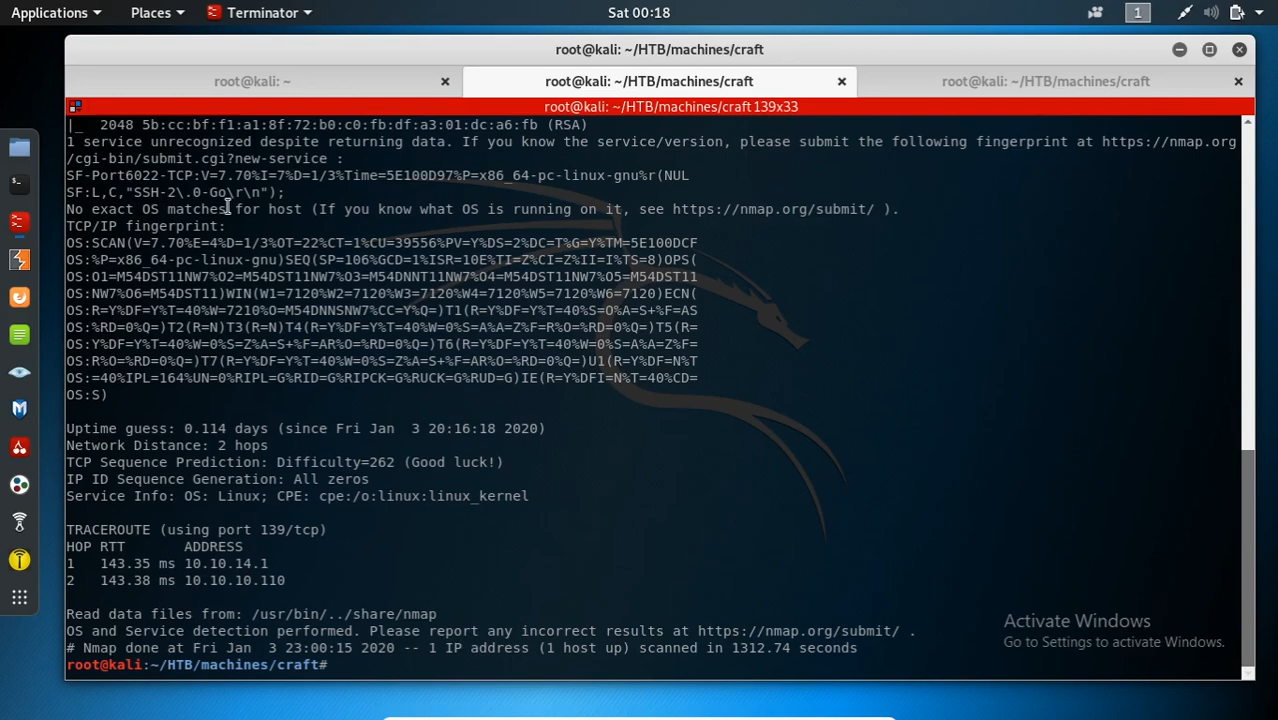 Applications
Places
Terminator
Sat 00:18
1
root@kali: ~/HTB/machines/craft
root@kali: ~
root@kali: ~/HTB/machines/craft
root@kali: ~/HTB/machines/craft
root@kali: ~/HTB/machines/craft 139x33
|_  2048 5b:cc:bf:f1:a1:8f:72:b0:c0:fb:df:a3:01:dc:a6:fb (RSA)
1 service unrecognized despite returning data. If you know the service/version, please submit the following fingerprint at https://nmap.org
/cgi-bin/submit.cgi?new-service :
SF-Port6022-TCP:V=7.70%I=7%D=1/3%Time=5E100D97%P=x86_64-pc-linux-gnu%r(NUL
SF:L,C,"SSH-2\.0-Go\r\n");
No exact OS matches for host (If you know what OS is running on it, see https://nmap.org/submit/ ).
TCP/IP fingerprint:
OS:SCAN(V=7.70%E=4%D=1/3%OT=22%CT=1%CU=39556%PV=Y%DS=2%DC=T%G=Y%TM=5E100DCF
OS:%P=x86_64-pc-linux-gnu)SEQ(SP=106%GCD=1%ISR=10E%TI=Z%CI=Z%II=I%TS=8)OPS(
OS:O1=M54DST11NW7%O2=M54DST11NW7%O3=M54DNNT11NW7%O4=M54DST11NW7%O5=M54DST11
OS:NW7%O6=M54DST11)WIN(W1=7120%W2=7120%W3=7120%W4=7120%W5=7120%W6=7120)ECN(
OS:R=Y%DF=Y%T=40%W=7210%O=M54DNNSNW7%CC=Y%Q=)T1(R=Y%DF=Y%T=40%S=O%A=S+%F=AS
OS:%RD=0%Q=)T2(R=N)T3(R=N)T4(R=Y%DF=Y%T=40%W=0%S=A%A=Z%F=R%O=%RD=0%Q=)T5(R=
OS:Y%DF=Y%T=40%W=0%S=Z%A=S+%F=AR%O=%RD=0%Q=)T6(R=Y%DF=Y%T=40%W=0%S=A%A=Z%F=
OS:R%O=%RD=0%Q=)T7(R=Y%DF=Y%T=40%W=0%S=Z%A=S+%F=AR%O=%RD=0%Q=)U1(R=Y%DF=N%T
OS:=40%IPL=164%UN=0%RIPL=G%RID=G%RIPCK=G%RUCK=G%RUD=G)IE(R=Y%DFI=N%T=40%CD=
OS:S)
Uptime guess: 0.114 days (since Fri Jan  3 20:16:18 2020)
Network Distance: 2 hops
TCP Sequence Prediction: Difficulty=262 (Good luck!)
IP ID Sequence Generation: All zeros
Service Info: OS: Linux; CPE: cpe:/o:linux:linux_kernel
TRACEROUTE (using port 139/tcp)
HOP RTT       ADDRESS
1   143.35 ms 10.10.14.1
2   143.38 ms 10.10.10.110
Read data files from: /usr/bin/../share/nmap
OS and Service detection performed. Please report any incorrect results at https://nmap.org/submit/ .
# Nmap done at Fri Jan  3 23:00:15 2020 -- 1 IP address (1 host up) scanned in 1312.74 seconds
root@kali:~/HTB/machines/craft#
Activate Windows
Go to Settings to activate Windows.